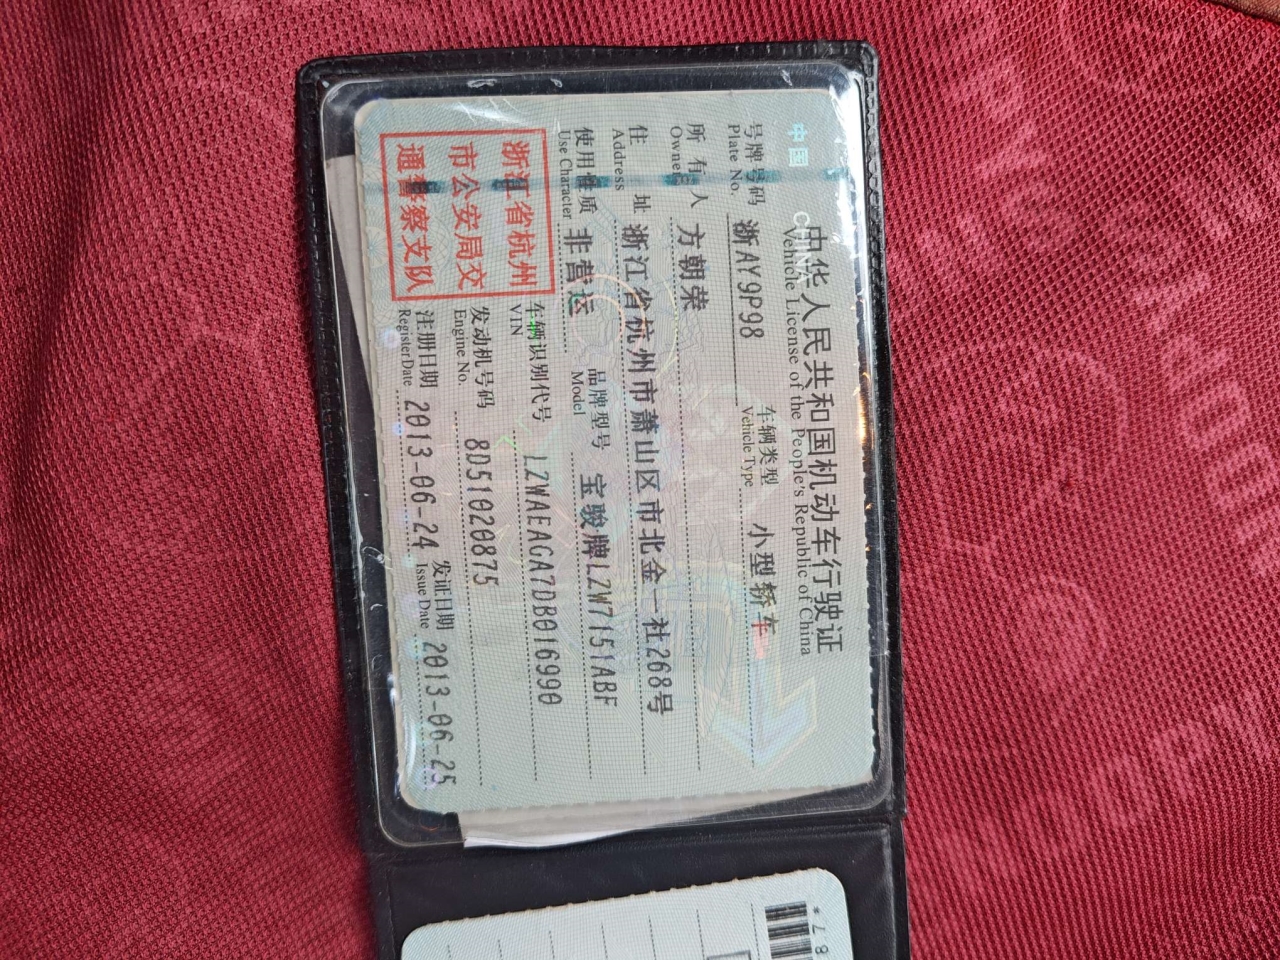 中国
CHINA
中华人民共和国机动车行驶证
Vehicle License of the People's Republic of China
号牌号码 浙AY9P98 车辆类型 小型轿车
Plate No. Vehicle Type
所有人 方朝荣
Owner
住址 浙江省杭州市萧山区市北金一社268号
Address
使用性质 非营运 品牌型号 宝骏牌LZW7151ABF
Use Character Model
浙江省杭州
市公安局交
通警察支队
车辆识别代号 LZWAEAGA7DB016990
VIN
发动机号码 8D51020875
Engine No.
注册日期 2013-06-24 发证日期 2013-06-25
Register Date Issue Date